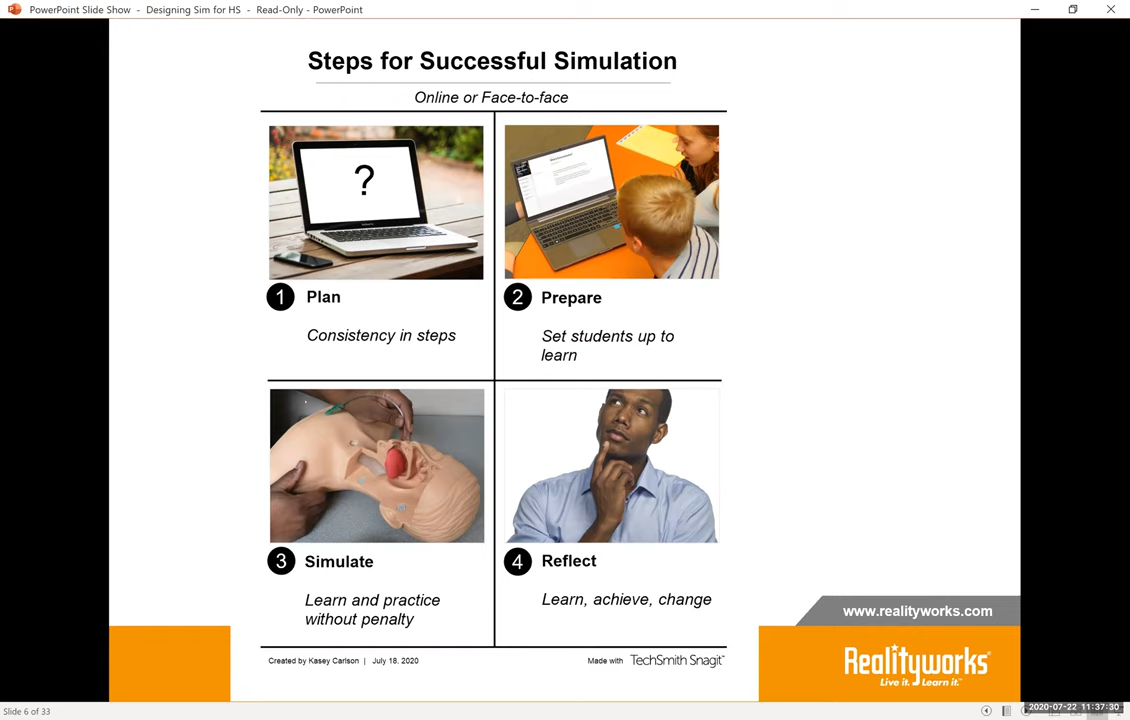 PowerPoint Slide Show - Designing Sim for HS - Read-Only - PowerPoint
Steps for Successful Simulation
Online or Face-to-face
?
1 Plan
Consistency in steps
2 Prepare
Set students up to
learn
3 Simulate
Learn and practice
without penalty
4 Reflect
Learn, achieve, change
Created by Kasey Carlson | July 18. 2020
Made with TechSmith Snagit™
www.realityworks.com
Realityworks®
Live it. Learn it.™
Slide 6 of 33
2020-07-22 11:37:30